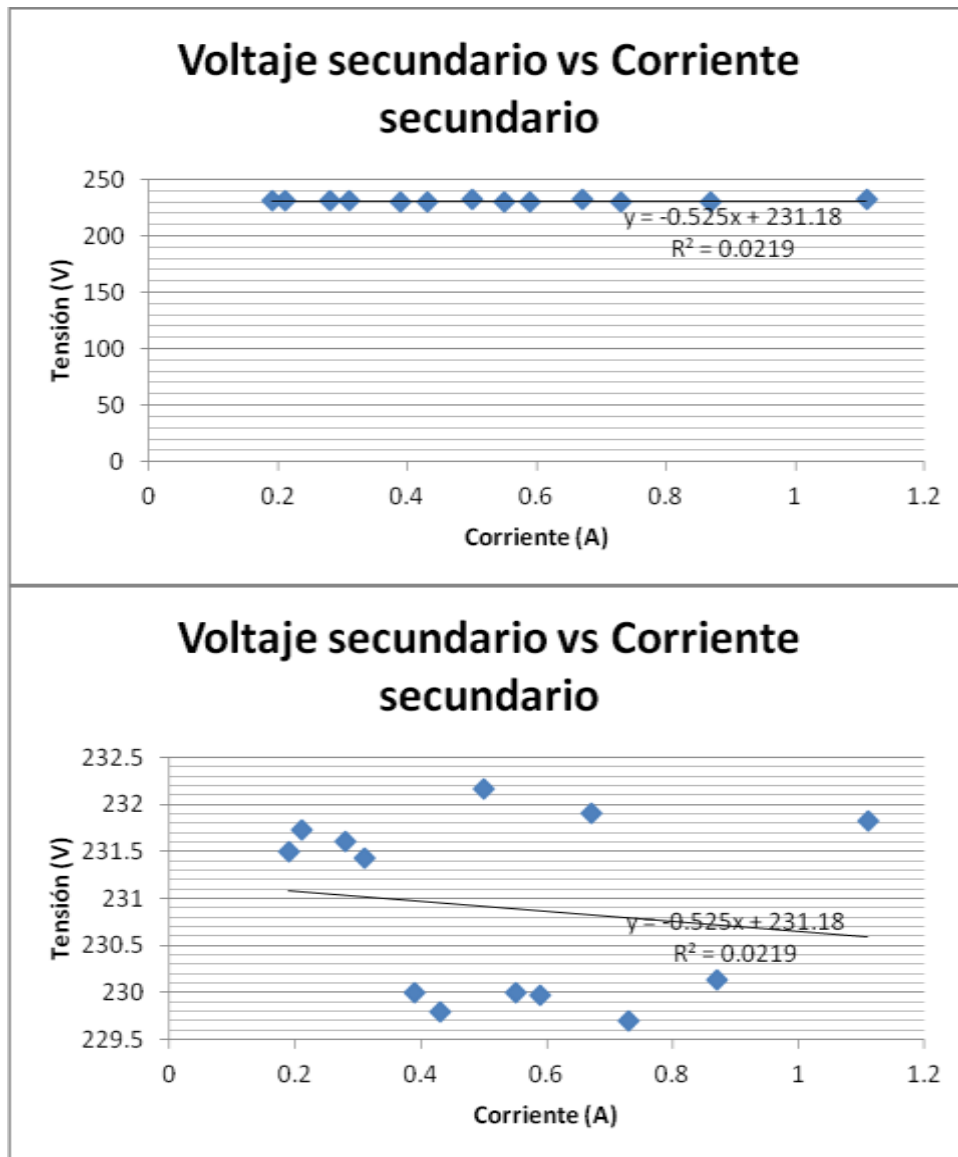 Voltaje secundario vs Corriente
secundario
250
200
150
100
50
0
Tensión (V)
y = -0.525x + 231.18
R² = 0.0219
0 0.2 0.4 0.6 0.8 1 1.2
Corriente (A)
Voltaje secundario vs Corriente
secundario
232.5
232
231.5
231
230.5
230
229.5
Tensión (V)
y = -0.525x + 231.18
R² = 0.0219
0 0.2 0.4 0.6 0.8 1 1.2
Corriente (A)